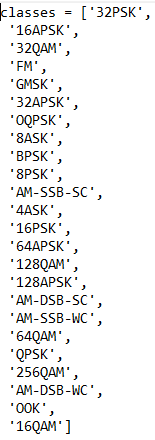 classes = ['32PSK',
'16APSK',
'32QAM',
'FM',
'GMSK',
'32APSK',
'OQPSK',
'8ASK',
'BPSK',
'8PSK',
'AM-SSB-SC',
'4ASK',
'16PSK',
'64APSK',
'128QAM',
'128APSK',
'AM-DSB-SC',
'AM-SSB-WC',
'64QAM',
'QPSK',
'256QAM',
'AM-DSB-WC',
'OOK',
'16QAM']